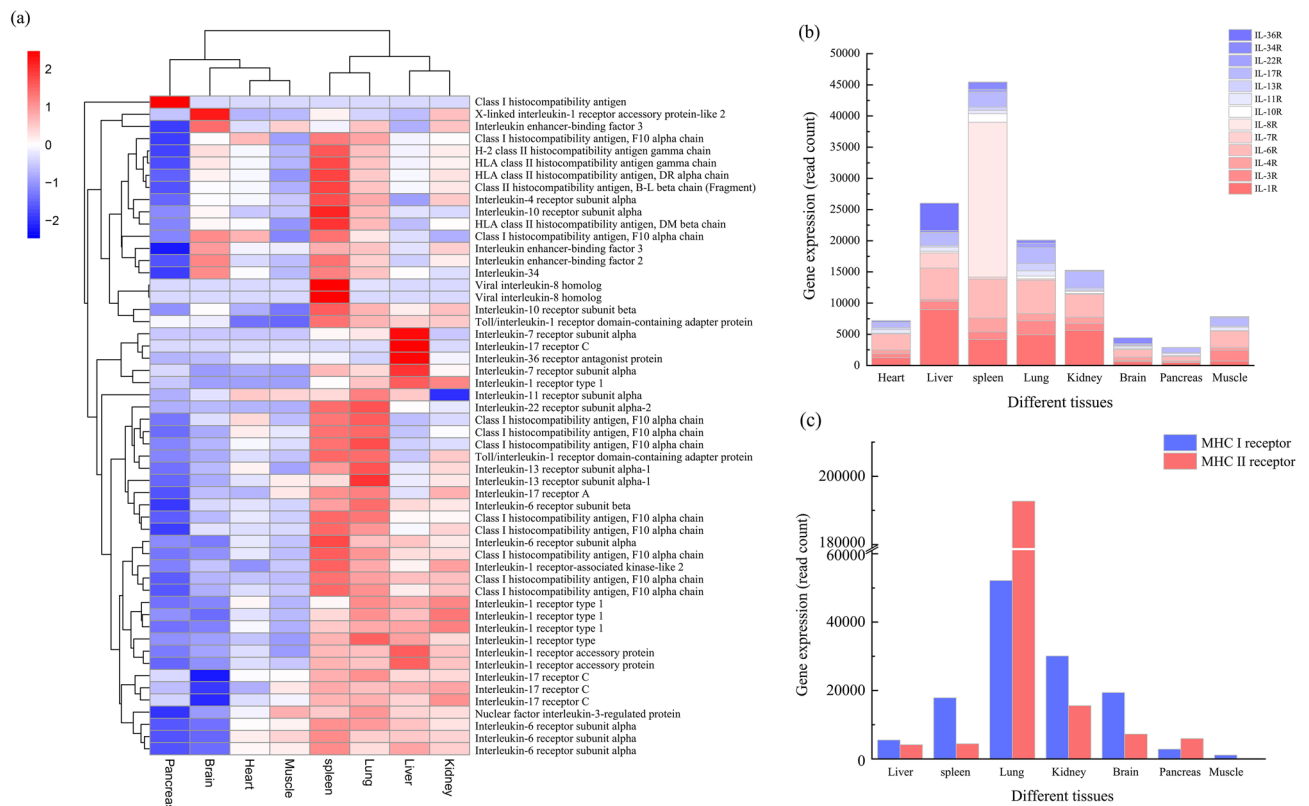 (a)
2
1
0
−1
−2
Class I histocompatibility antigen
X-linked interleukin-1 receptor accessory protein-like 2
Interleukin enhancer-binding factor 3
Class I histocompatibility antigen, F10 alpha chain
H-2 class II histocompatibility antigen gamma chain
HLA class II histocompatibility antigen gamma chain
HLA class II histocompatibility antigen, DR alpha chain
Class II histocompatibility antigen, B-L beta chain (Fragment)
Interleukin-4 receptor subunit alpha
Interleukin-10 receptor subunit alpha
HLA class II histocompatibility antigen, DM beta chain
Class I histocompatibility antigen, F10 alpha chain
Interleukin enhancer-binding factor 3
Interleukin enhancer-binding factor 2
Interleukin-34
Viral interleukin-8 homolog
Viral interleukin-8 homolog
Interleukin-10 receptor subunit beta
Toll/interleukin-1 receptor domain-containing adapter protein
Interleukin-7 receptor subunit alpha
Interleukin-17 receptor C
Interleukin-36 receptor antagonist protein
Interleukin-7 receptor subunit alpha
Interleukin-1 receptor type 1
Interleukin-11 receptor subunit alpha
Interleukin-22 receptor subunit alpha-2
Class I histocompatibility antigen, F10 alpha chain
Class I histocompatibility antigen, F10 alpha chain
Class I histocompatibility antigen, F10 alpha chain
Toll/interleukin-1 receptor domain-containing adapter protein
Interleukin-13 receptor subunit alpha-1
Interleukin-13 receptor subunit alpha-1
Interleukin-17 receptor A
Interleukin-6 receptor subunit beta
Class I histocompatibility antigen, F10 alpha chain
Class I histocompatibility antigen, F10 alpha chain
Interleukin-6 receptor subunit alpha
Class I histocompatibility antigen, F10 alpha chain
Interleukin-1 receptor-associated kinase-like 2
Class I histocompatibility antigen, F10 alpha chain
Class I histocompatibility antigen, F10 alpha chain
Interleukin-1 receptor type 1
Interleukin-1 receptor type 1
Interleukin-1 receptor type 1
Interleukin-1 receptor type
Interleukin-1 receptor accessory protein
Interleukin-1 receptor accessory protein
Interleukin-17 receptor C
Interleukin-17 receptor C
Interleukin-17 receptor C
Nuclear factor interleukin-3-regulated protein
Interleukin-6 receptor subunit alpha
Interleukin-6 receptor subunit alpha
Interleukin-6 receptor subunit alpha
Pancreas
Brain
Heart
Muscle
spleen
Lung
Liver
Kidney
(b)
Gene expression (read count)
50000
45000
40000
35000
30000
25000
20000
15000
10000
5000
0
Heart
Liver
spleen
Lung
Kidney
Brain
Pancreas
Muscle
Different tissues
IL-36R
IL-34R
IL-22R
IL-17R
IL-13R
IL-11R
IL-10R
IL-8R
IL-7R
IL-6R
IL-4R
IL-3R
IL-1R
(c)
MHC I receptor
MHC II receptor
Gene expression (read count)
200000
180000
60000
40000
20000
0
Liver
spleen
Lung
Kidney
Brain
Pancreas
Muscle
Different tissues